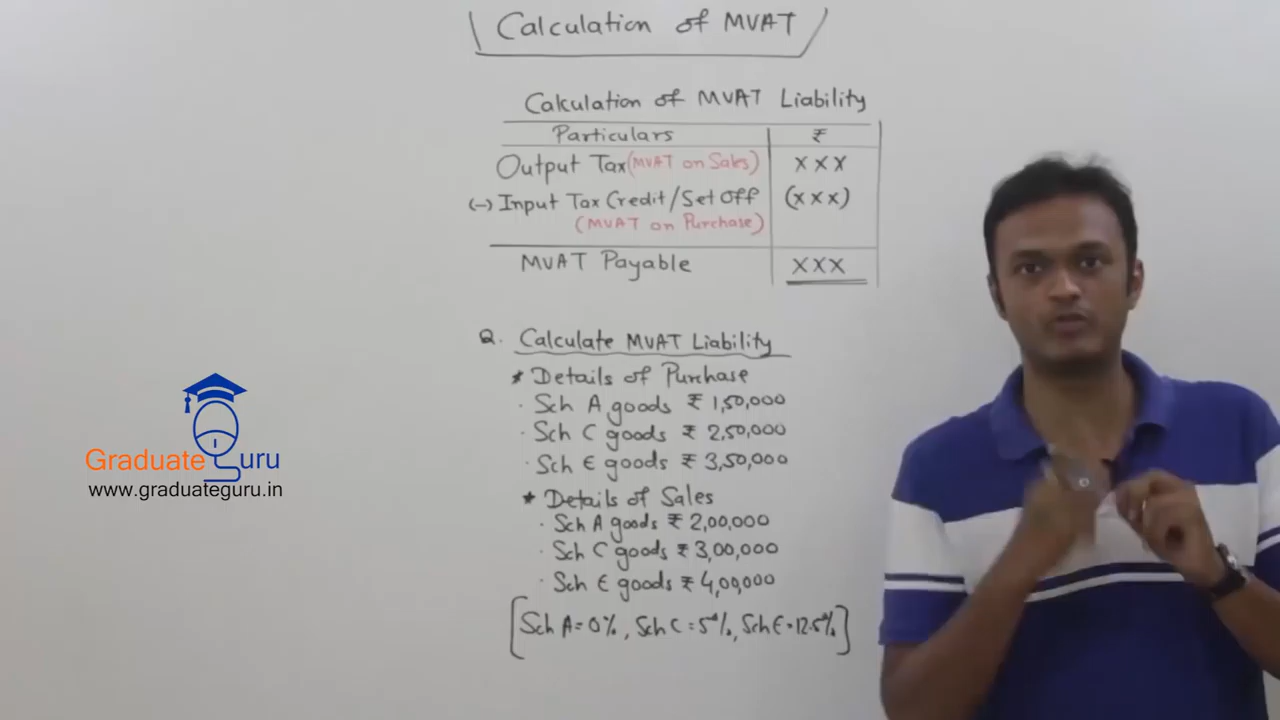 Calculation of MVAT
Calculation of MVAT Liability
Particulars ₹
Output Tax (MVAT on Sales) XXX
(-) Input Tax Credit/Set Off (XXX)
(MVAT on Purchase)
MVAT Payable XXX
Q. Calculate MVAT Liability
* Details of Purchase
· Sch A goods ₹ 1,50,000
· Sch C goods ₹ 2,50,000
· Sch E goods ₹ 3,50,000
* Details of Sales
· Sch A goods ₹ 2,00,000
· Sch C goods ₹ 3,00,000
· Sch E goods ₹ 4,00,000
[Sch A = 0%, Sch C = 5%, Sch E = 12.5%]
Graduate Guru
www.graduateguru.in